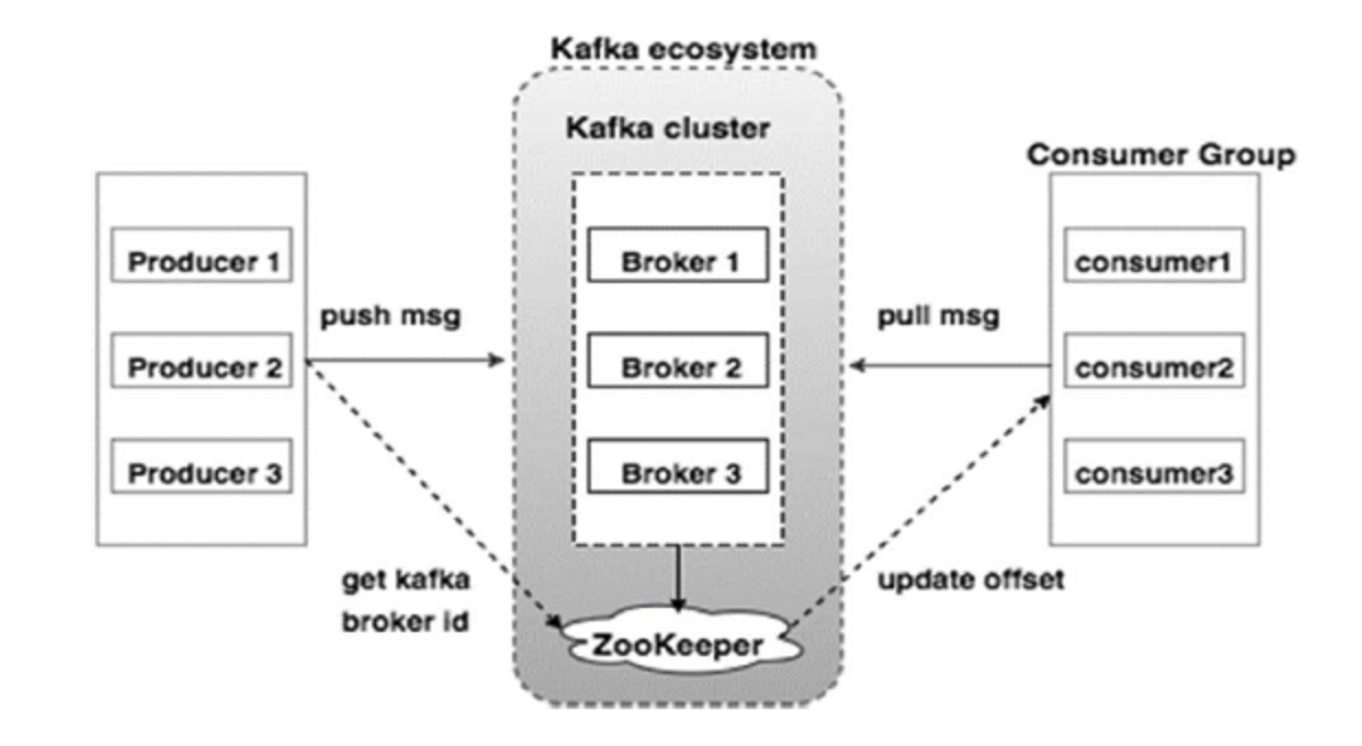 Kafka ecosystem
Kafka cluster
Consumer Group
Producer 1
Broker 1
consumer1
push msg
pull msg
Producer 2
Broker 2
consumer2
Producer 3
Broker 3
consumer3
get kafka
broker id
update offset
ZooKeeper